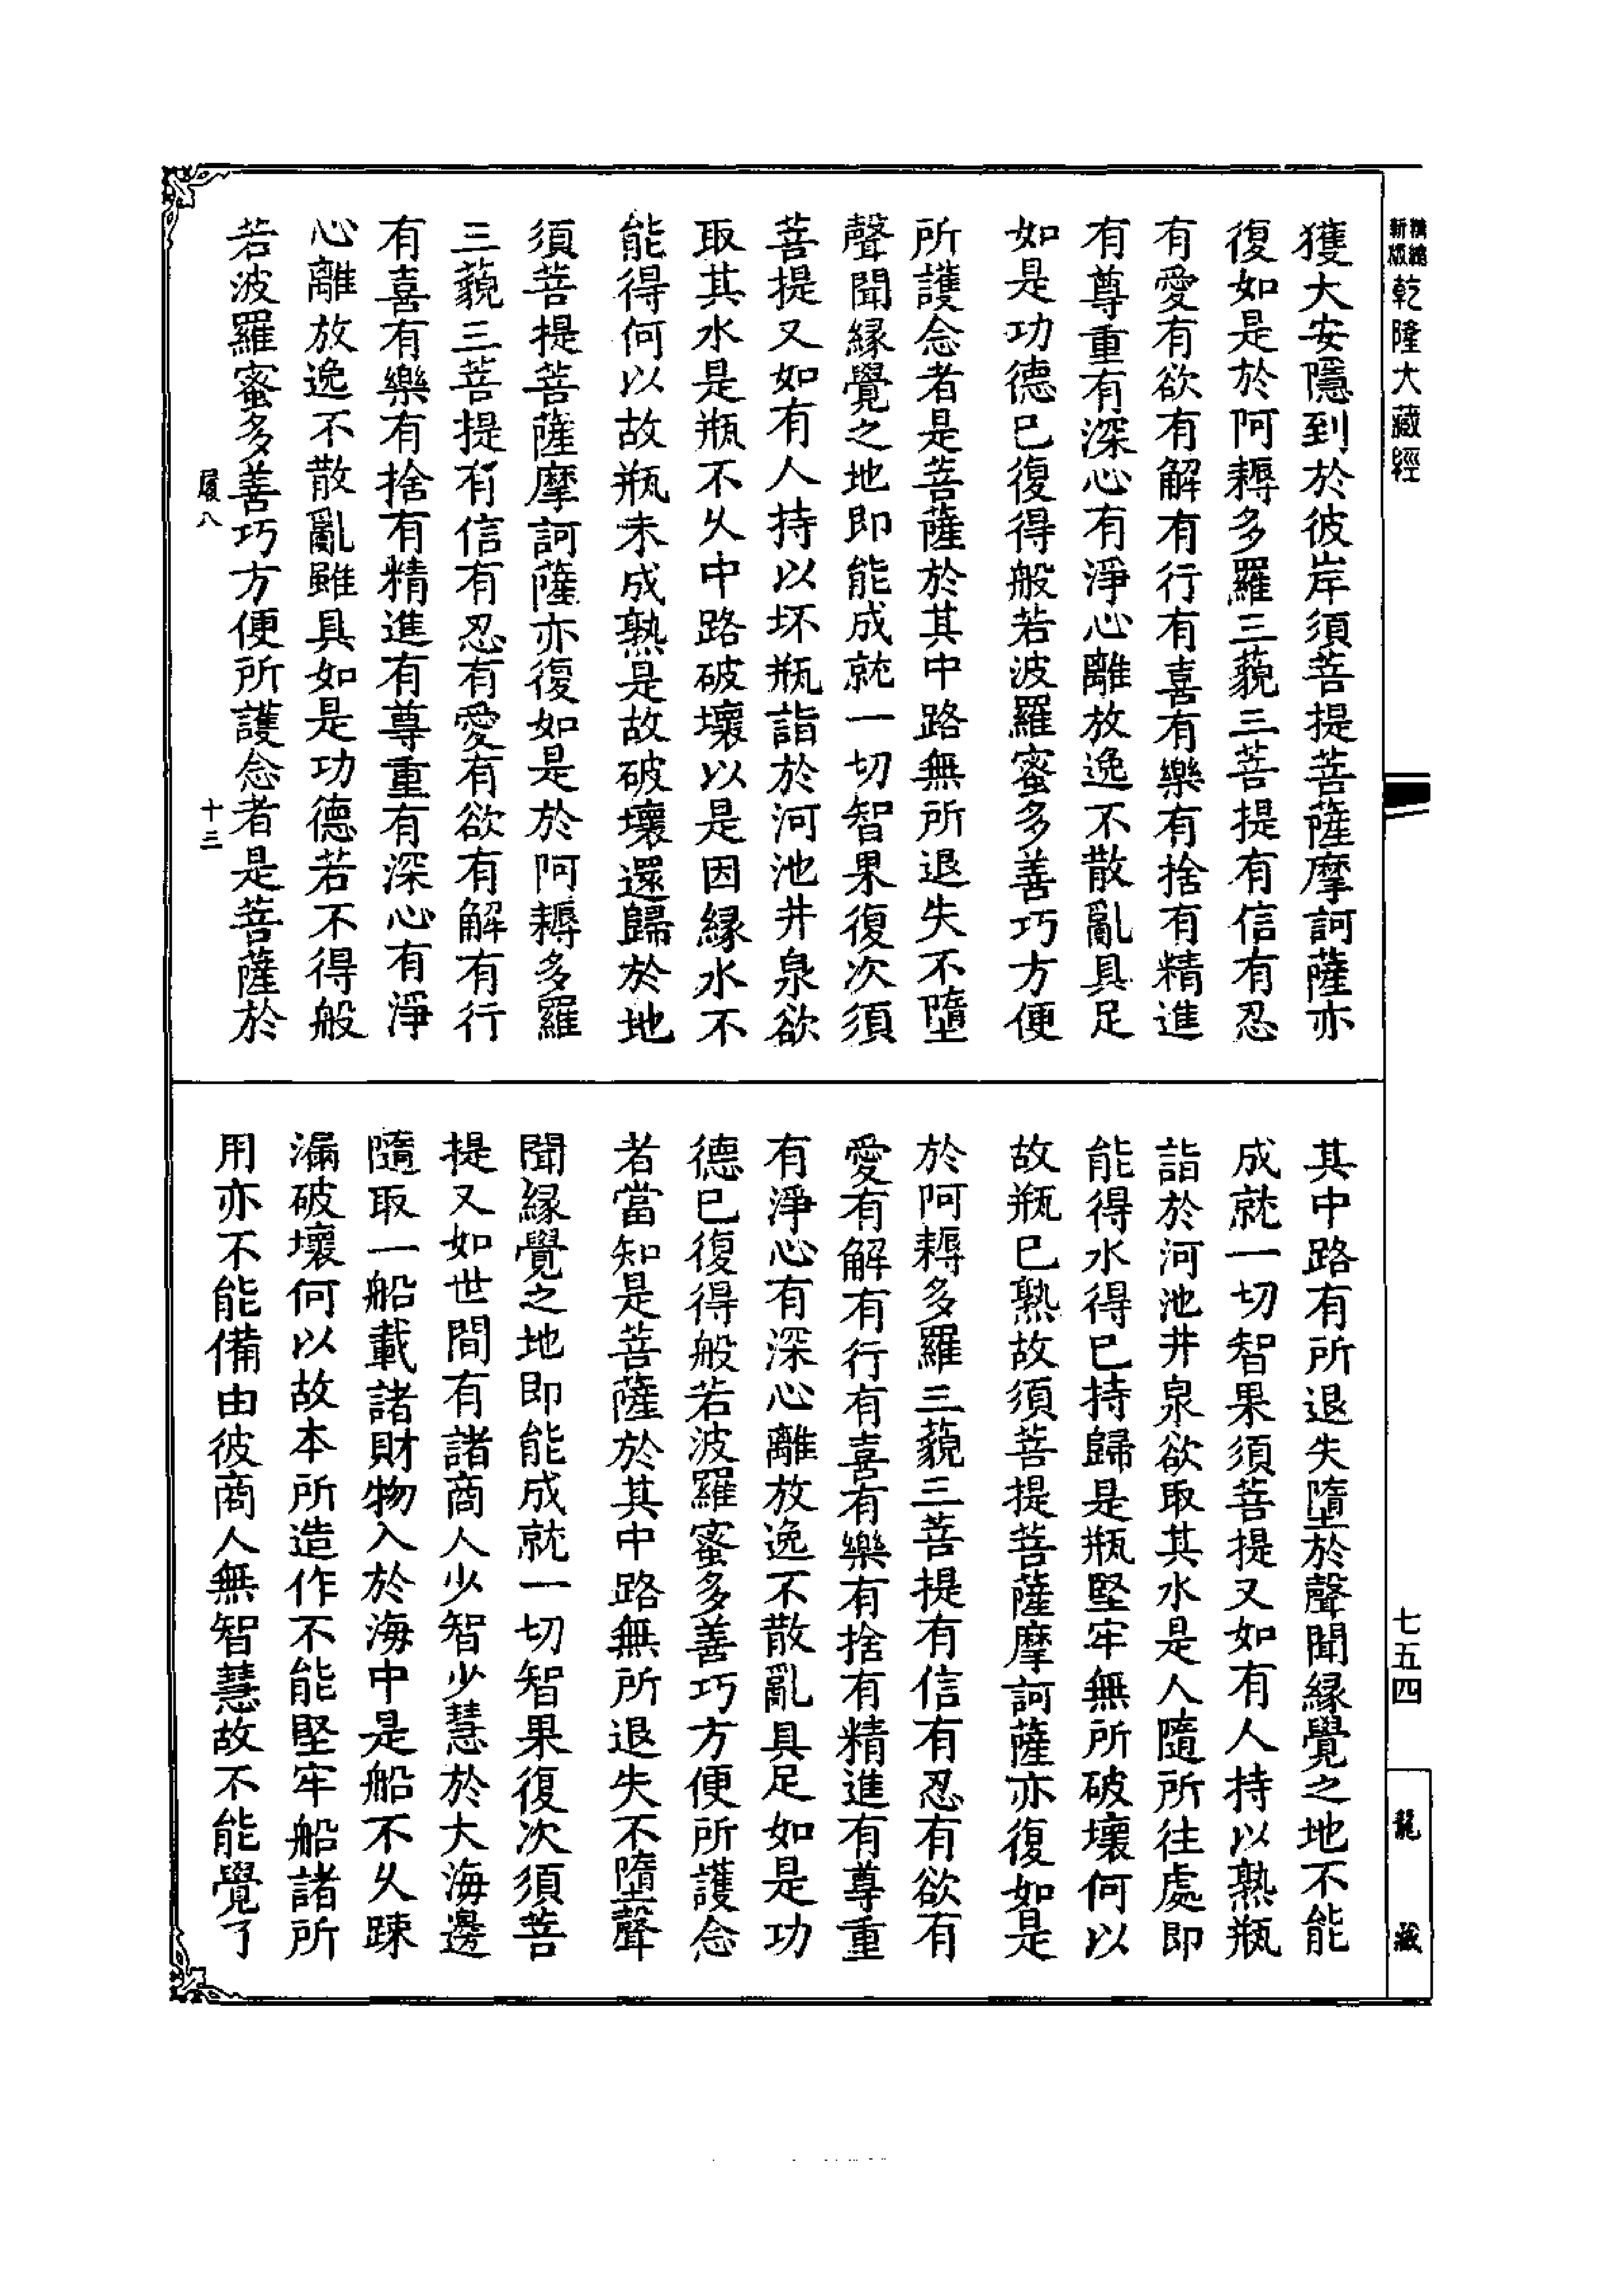 精縮
新版
乾隆大藏經
七五四
龍藏
獲大安隱到於彼岸須菩提菩薩摩訶薩亦
復如是於阿耨多羅三藐三菩提有信有忍
有愛有欲有解有行有喜有樂有捨有精進
有尊重有深心有淨心離放逸不散亂具足
如是功德已復得般若波羅蜜多善巧方便
所護念者是菩薩於其中路無所退失不墮
聲聞緣覺之地即能成就一切智果復次須
菩提又如有人持以坏瓶詣於河池井泉欲
取其水是瓶不久中路破壞以是因緣水不
能得何以故瓶未成熟是故破壞還歸於地
須菩提菩薩摩訶薩亦復如是於阿耨多羅
三藐三菩提有信有忍有愛有欲有解有行
有喜有樂有捨有精進有尊重有深心有淨
心離放逸不散亂雖具如是功德若不得般
若波羅蜜多善巧方便所護念者是菩薩於
履八
十三
其中路有所退失墮於聲聞緣覺之地不能
成就一切智果須菩提又如有人持以熟瓶
詣於河池井泉欲取其水是人隨所往處即
能得水得已持歸是瓶堅牢無所破壞何以
故瓶已熟故須菩提菩薩摩訶薩亦復如是
於阿耨多羅三藐三菩提有信有忍有欲有
愛有解有行有喜有樂有捨有精進有尊重
有淨心有深心離放逸不散亂具足如是功
德已復得般若波羅蜜多善巧方便所護念
者當知是菩薩於其中路無所退失不墮聲
聞緣覺之地即能成就一切智果復次須菩
提又如世間有諸商人少智少慧於大海邊
隨取一船載諸財物入於海中是船不久踈
漏破壞何以故本所造作不能堅牢船諸所
用亦不能備由彼商人無智慧故不能覺了